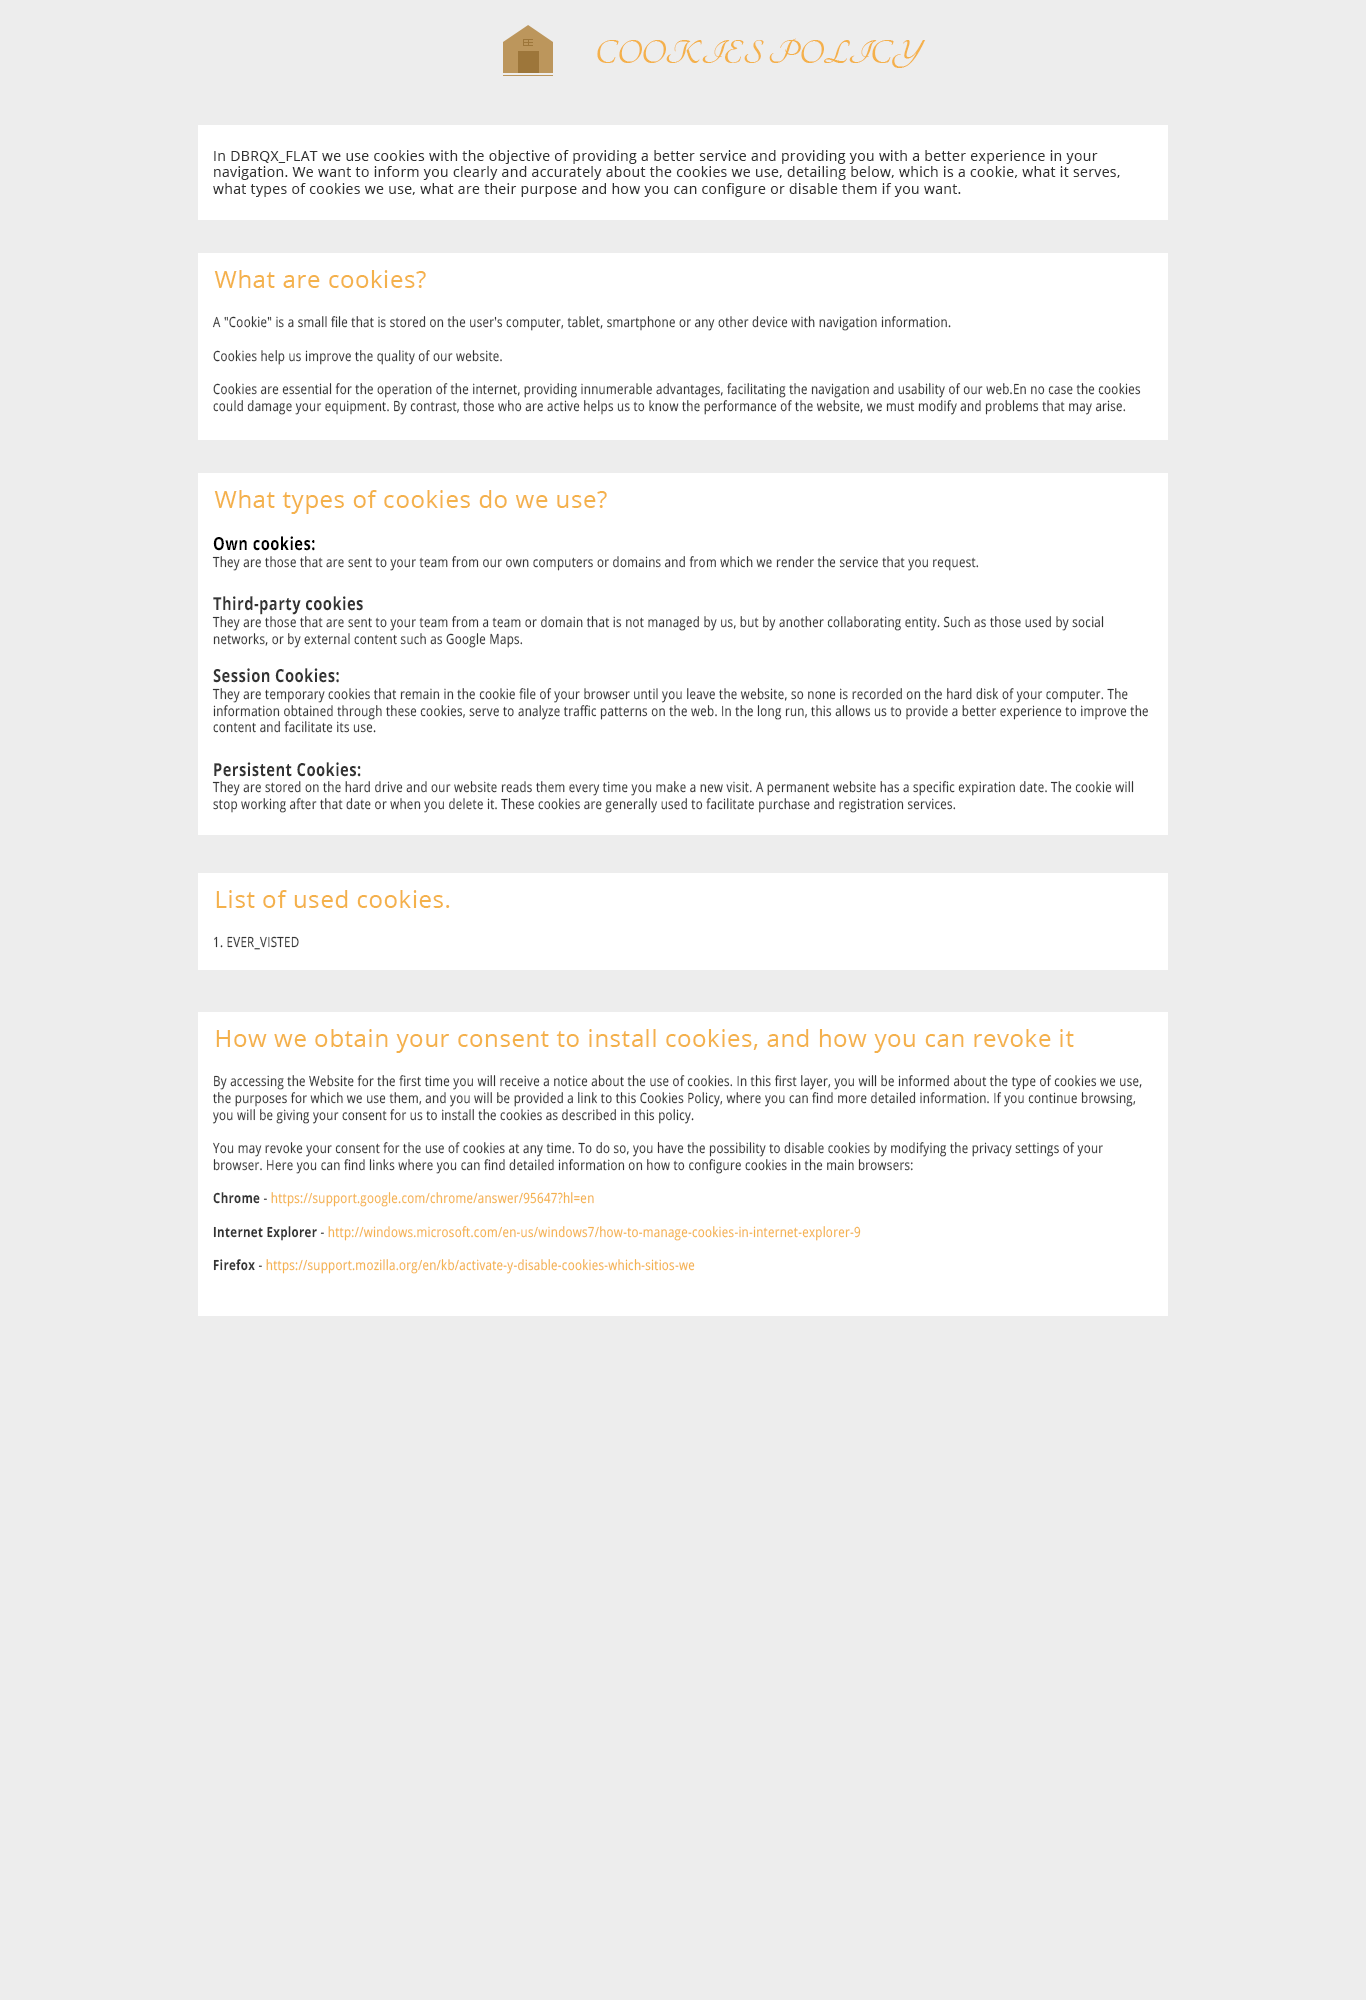 COOKIES POLICY
In DBRQX_FLAT we use cookies with the objective of providing a better service and providing you with a better experience in your
navigation. We want to inform you clearly and accurately about the cookies we use, detailing below, which is a cookie, what it serves,
what types of cookies we use, what are their purpose and how you can configure or disable them if you want.
What are cookies?
A "Cookie" is a small file that is stored on the user's computer, tablet, smartphone or any other device with navigation information.
Cookies help us improve the quality of our website.
Cookies are essential for the operation of the internet, providing innumerable advantages, facilitating the navigation and usability of our web.En no case the cookies
could damage your equipment. By contrast, those who are active helps us to know the performance of the website, we must modify and problems that may arise.
What types of cookies do we use?
Own cookies:
They are those that are sent to your team from our own computers or domains and from which we render the service that you request.
Third-party cookies
They are those that are sent to your team from a team or domain that is not managed by us, but by another collaborating entity. Such as those used by social
networks, or by external content such as Google Maps.
Session Cookies:
They are temporary cookies that remain in the cookie file of your browser until you leave the website, so none is recorded on the hard disk of your computer. The
information obtained through these cookies, serve to analyze traffic patterns on the web. In the long run, this allows us to provide a better experience to improve the
content and facilitate its use.
Persistent Cookies:
They are stored on the hard drive and our website reads them every time you make a new visit. A permanent website has a specific expiration date. The cookie will
stop working after that date or when you delete it. These cookies are generally used to facilitate purchase and registration services.
List of used cookies.
1. EVER_VISTED
How we obtain your consent to install cookies, and how you can revoke it
By accessing the Website for the first time you will receive a notice about the use of cookies. In this first layer, you will be informed about the type of cookies we use,
the purposes for which we use them, and you will be provided a link to this Cookies Policy, where you can find more detailed information. If you continue browsing,
you will be giving your consent for us to install the cookies as described in this policy.
You may revoke your consent for the use of cookies at any time. To do so, you have the possibility to disable cookies by modifying the privacy settings of your
browser. Here you can find links where you can find detailed information on how to configure cookies in the main browsers:
Chrome - https://support.google.com/chrome/answer/95647?hl=en
Internet Explorer - http://windows.microsoft.com/en-us/windows7/how-to-manage-cookies-in-internet-explorer-9
Firefox - https://support.mozilla.org/en/kb/activate-y-disable-cookies-which-sitios-we